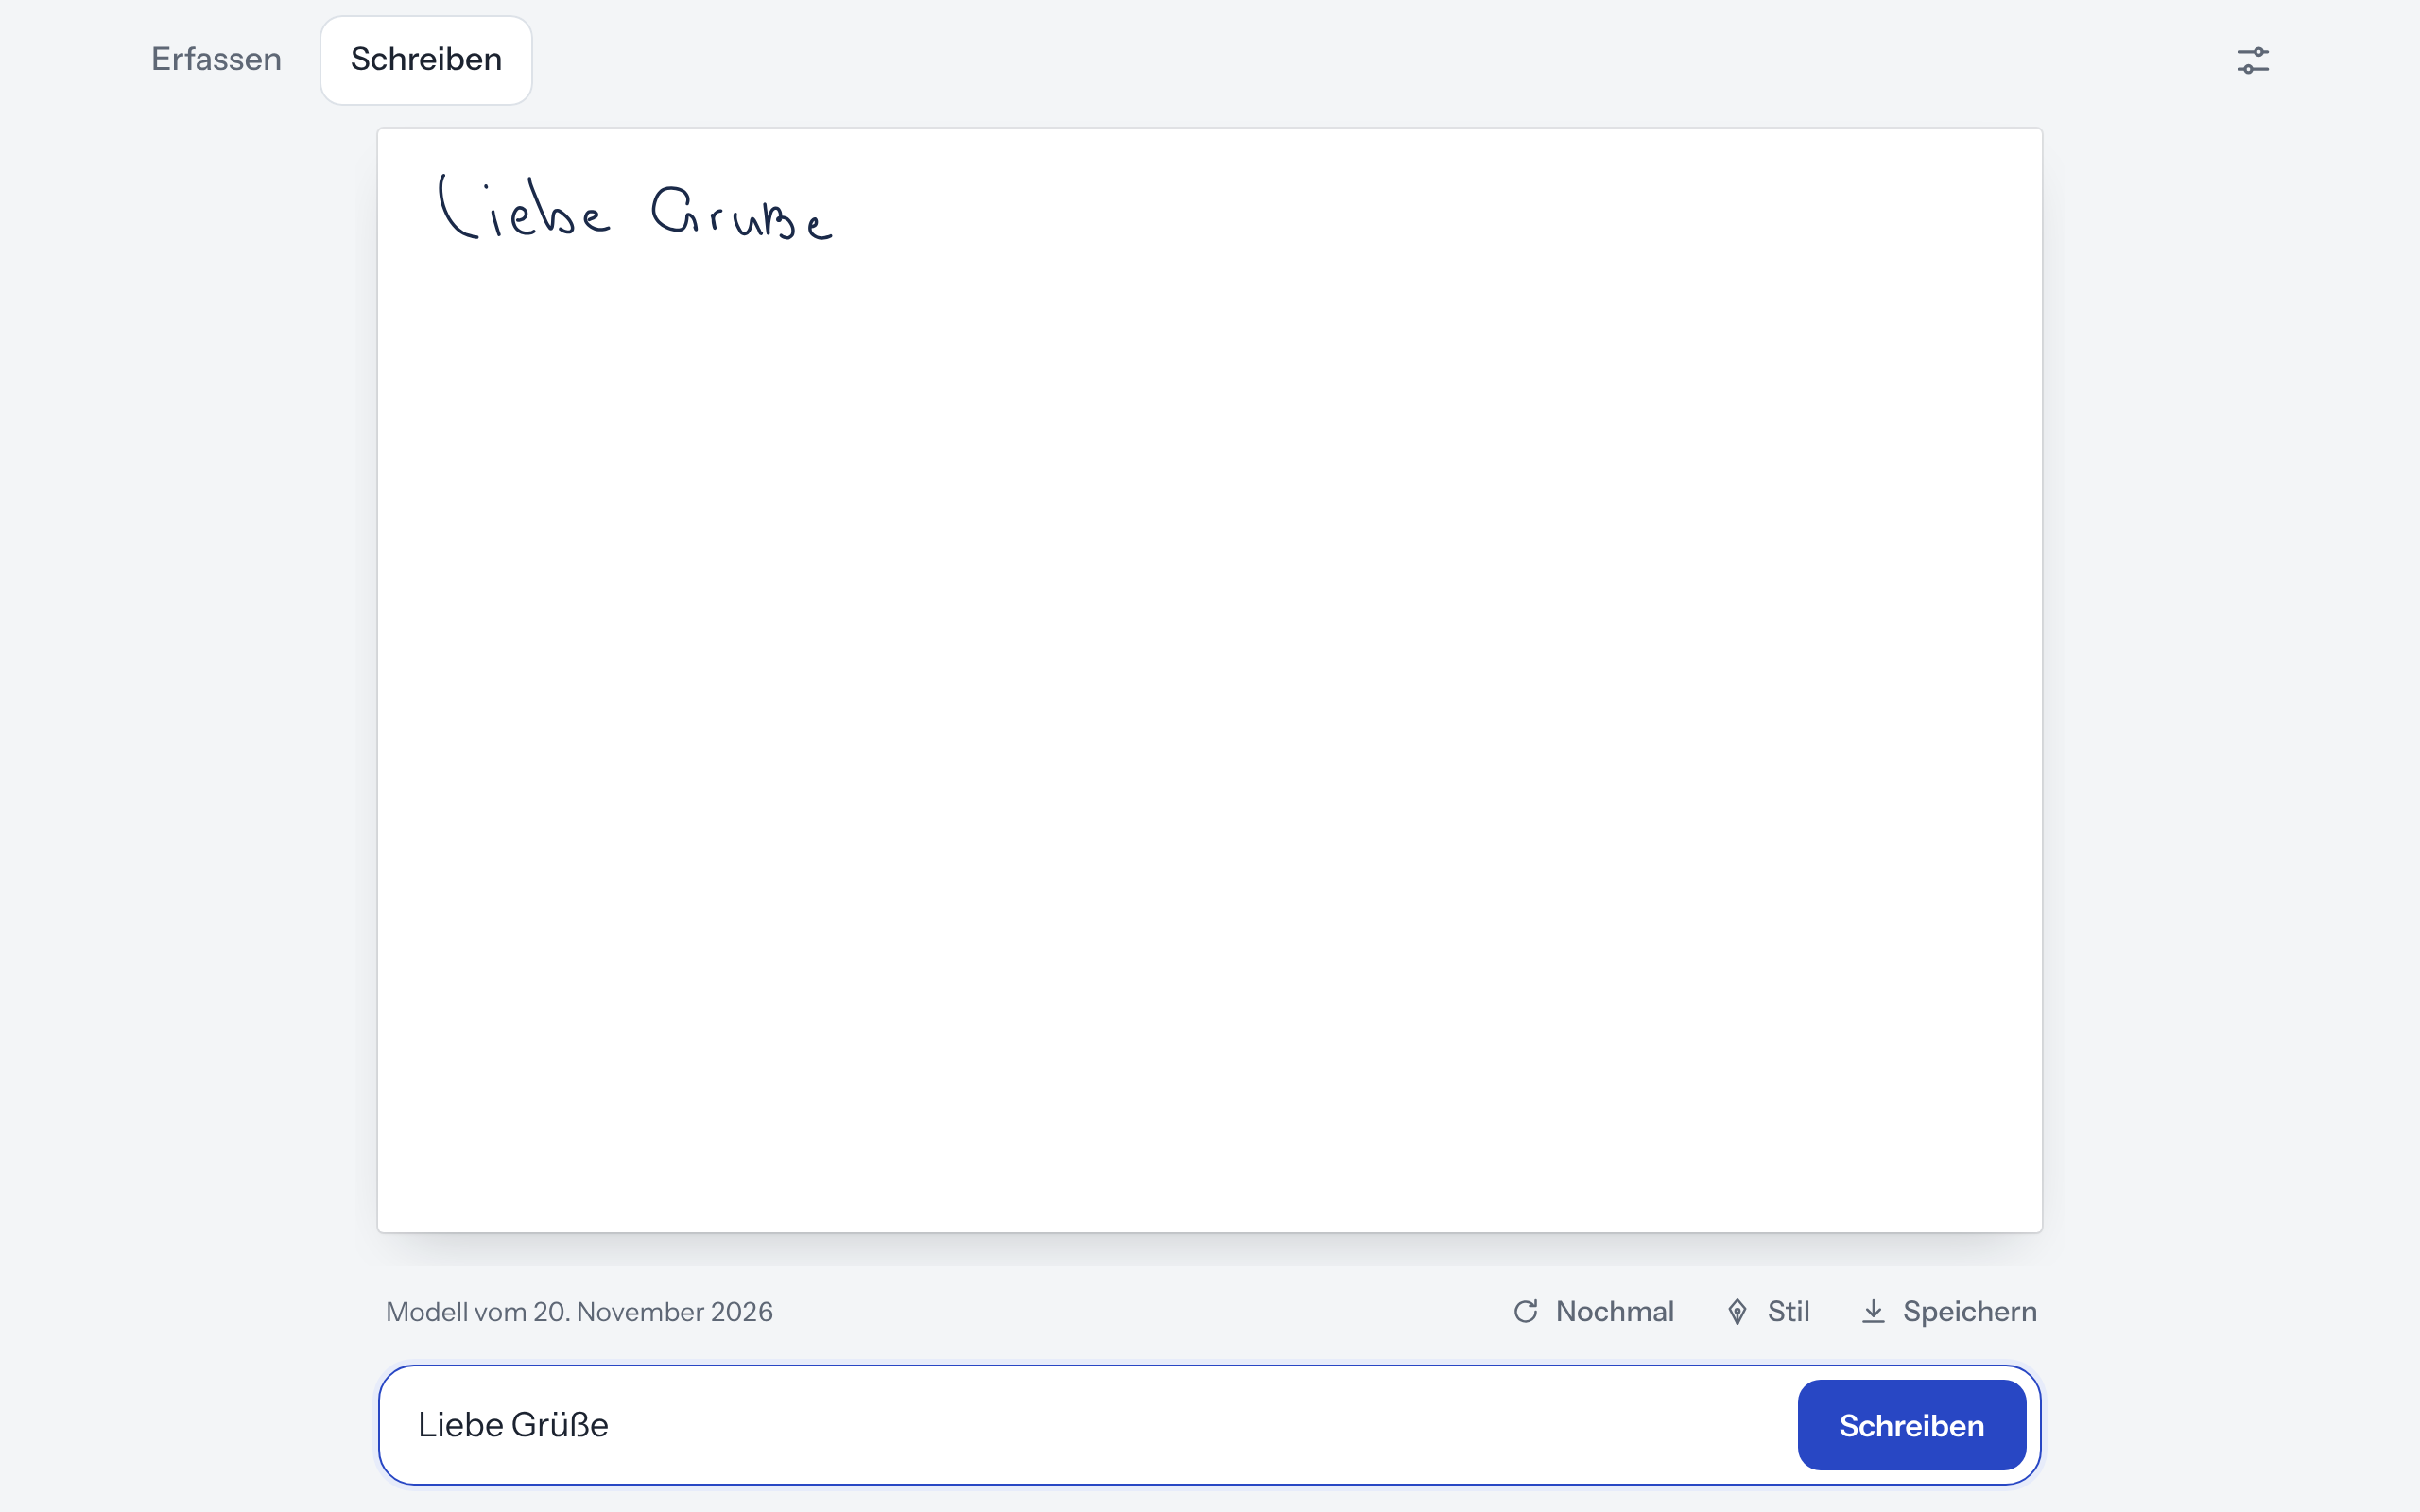 Erfassen Schreiben
Liebe Gruße
Modell vom 20. November 2026 Nochmal Stil Speichern
Liebe Grüße Schreiben